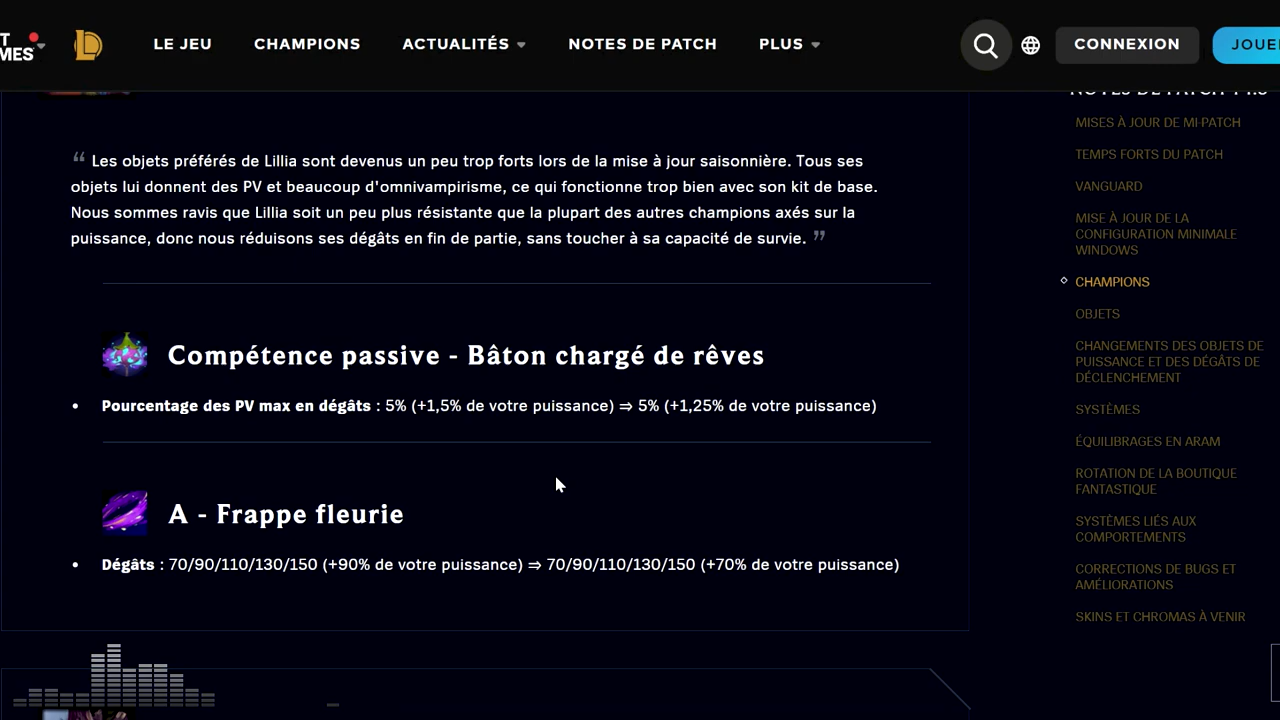 T
MES
LE JEU
CHAMPIONS
ACTUALITÉS
NOTES DE PATCH
PLUS
CONNEXION
JOUE
“ Les objets préférés de Lillia sont devenus un peu trop forts lors de la mise à jour saisonnière. Tous ses
objets lui donnent des PV et beaucoup d'omnivampirisme, ce qui fonctionne trop bien avec son kit de base.
Nous sommes ravis que Lillia soit un peu plus résistante que la plupart des autres champions axés sur la
puissance, donc nous réduisons ses dégâts en fin de partie, sans toucher à sa capacité de survie. ”
Compétence passive - Bâton chargé de rêves
• Pourcentage des PV max en dégâts : 5% (+1,5% de votre puissance) ⇒ 5% (+1,25% de votre puissance)
A - Frappe fleurie
• Dégâts : 70/90/110/130/150 (+90% de votre puissance) ⇒ 70/90/110/130/150 (+70% de votre puissance)
NOTES DE PATCH
MISES À JOUR DE MI-PATCH
TEMPS FORTS DU PATCH
VANGUARD
MISE À JOUR DE LA
CONFIGURATION MINIMALE
WINDOWS
CHAMPIONS
OBJETS
CHANGEMENTS DES OBJETS DE
PUISSANCE ET DES DÉGÂTS DE
DÉCLENCHEMENT
SYSTÈMES
ÉQUILIBRAGES EN ARAM
ROTATION DE LA BOUTIQUE
FANTASTIQUE
SYSTÈMES LIÉS AUX
COMPORTEMENTS
CORRECTIONS DE BUGS ET
AMÉLIORATIONS
SKINS ET CHROMAS À VENIR